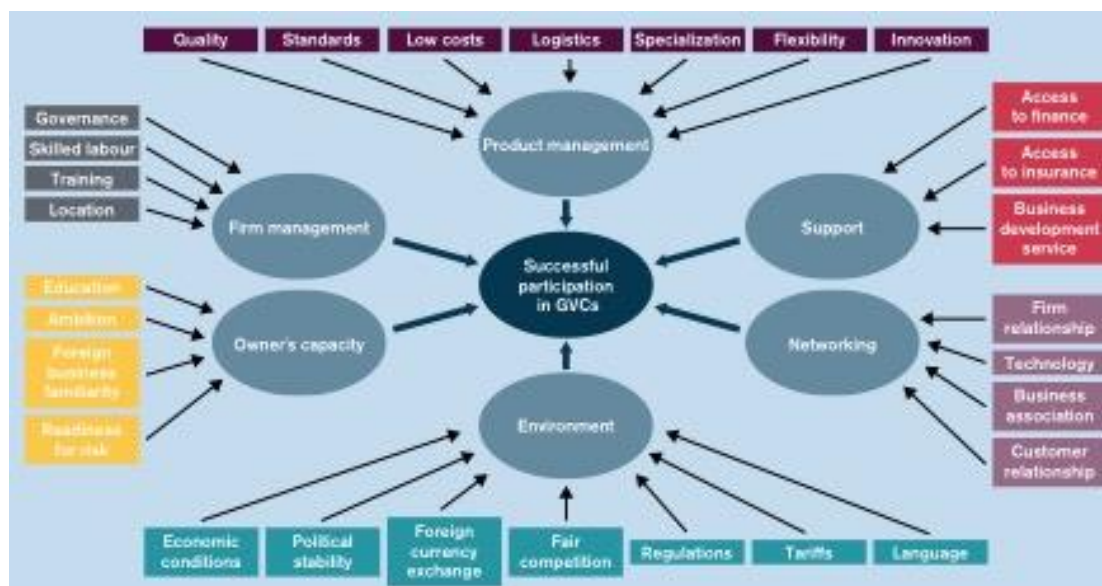 Quality
Standards
Low costs
Logistics
Specialization
Flexibility
Innovation
Governance
Skilled labour
Training
Location
Product management
Access
to finance
Access
to insurance
Business
development
service
Firm management
Support
Successful
participation
in GVCs
Education
Ambition
Foreign
business
familiarity
Readiness
for risk
Owner's capacity
Networking
Firm
relationship
Technology
Business
association
Customer
relationship
Environment
Economic
conditions
Political
stability
Foreign
currency
exchange
Fair
competition
Regulations
Tariffs
Language